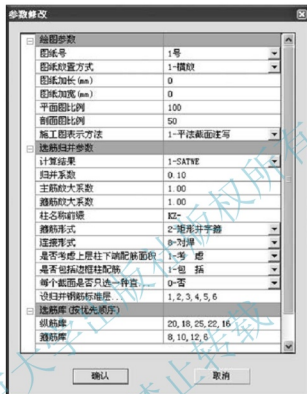 参数修改
绘图参数
图纸号 1号
图纸放置方式 1-横放
图纸加长(mm) 0
图纸加宽(mm) 0
平面图比例 100
剖面图比例 50
施工图表示方法 1-平法截面注写
选筋归并参数
计算结果 1-SATWE
归并系数 0.10
主筋放大系数 1.00
箍筋放大系数 1.00
柱名称前缀 KZ-
箍筋形式 2-矩形井字箍
连接形式 8-对焊
是否考虑上层柱下端配筋面积 1-考 虑
是否包括边框柱配筋 1-包 括
每个截面是否只选一种直... 0-否
设归并钢筋标准层 1,2,3,4,5,6
选筋库(按优先顺序)
纵筋库 20,18,25,22,16
箍筋库 8,10,12,6
确认 取消